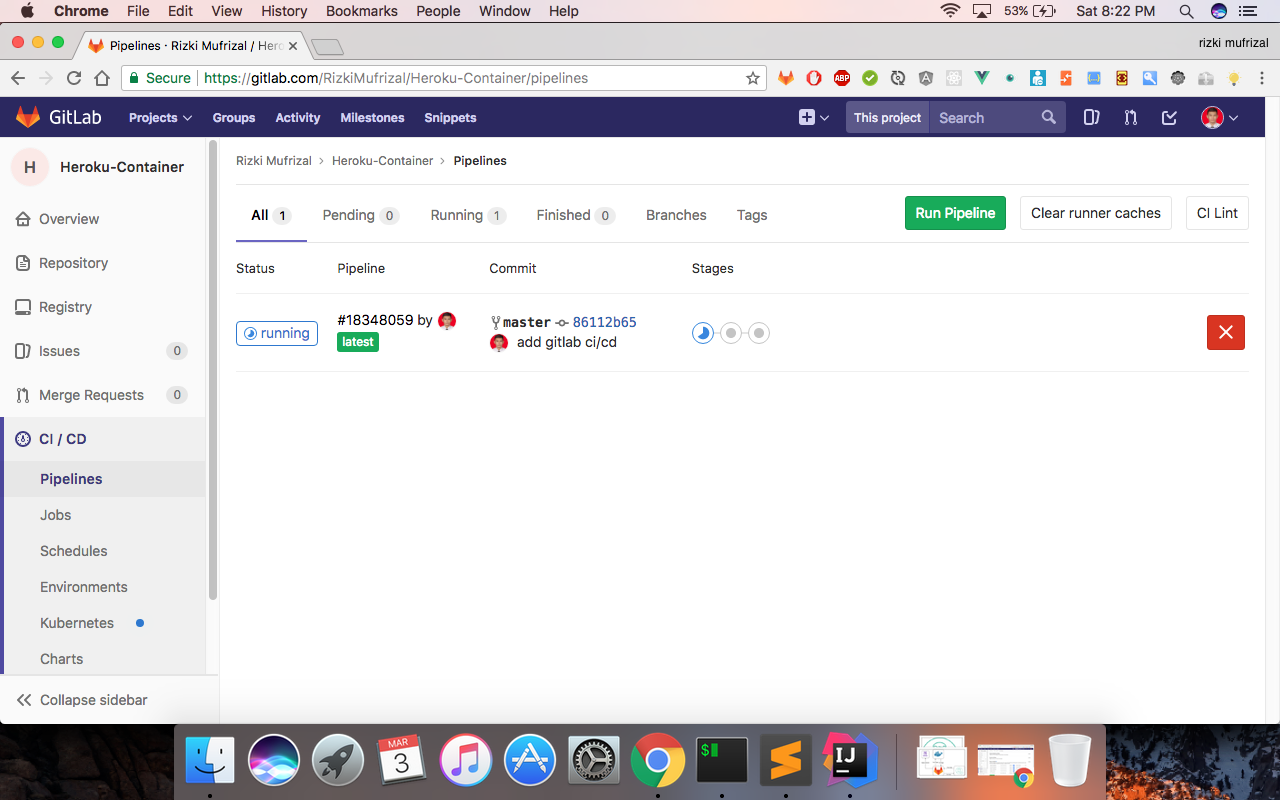 Chrome File Edit View History Bookmarks People Window Help 53% Sat 8:22 PM
Pipelines · Rizki Mufrizal / Hero
rizki mufrizal
Secure https://gitlab.com/RizkiMufrizal/Heroku-Container/pipelines
ABP
GitLab Projects Groups Activity Milestones Snippets This project Search
H Heroku-Container
Overview
Repository
Registry
Issues 0
Merge Requests 0
CI / CD
Pipelines
Jobs
Schedules
Environments
Kubernetes
Charts
Collapse sidebar
Rizki Mufrizal > Heroku-Container > Pipelines
All 1 Pending 0 Running 1 Finished 0 Branches Tags Run Pipeline Clear runner caches CI Lint
Status Pipeline Commit Stages
running #18348059 by master 86112b65
latest add gitlab ci/cd
MAR
3
$
IJ